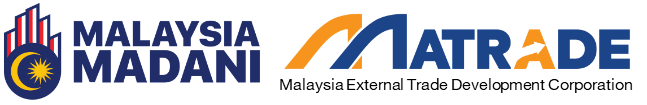 MALAYSIA
MADANI
MATRADE
Malaysia External Trade Development Corporation